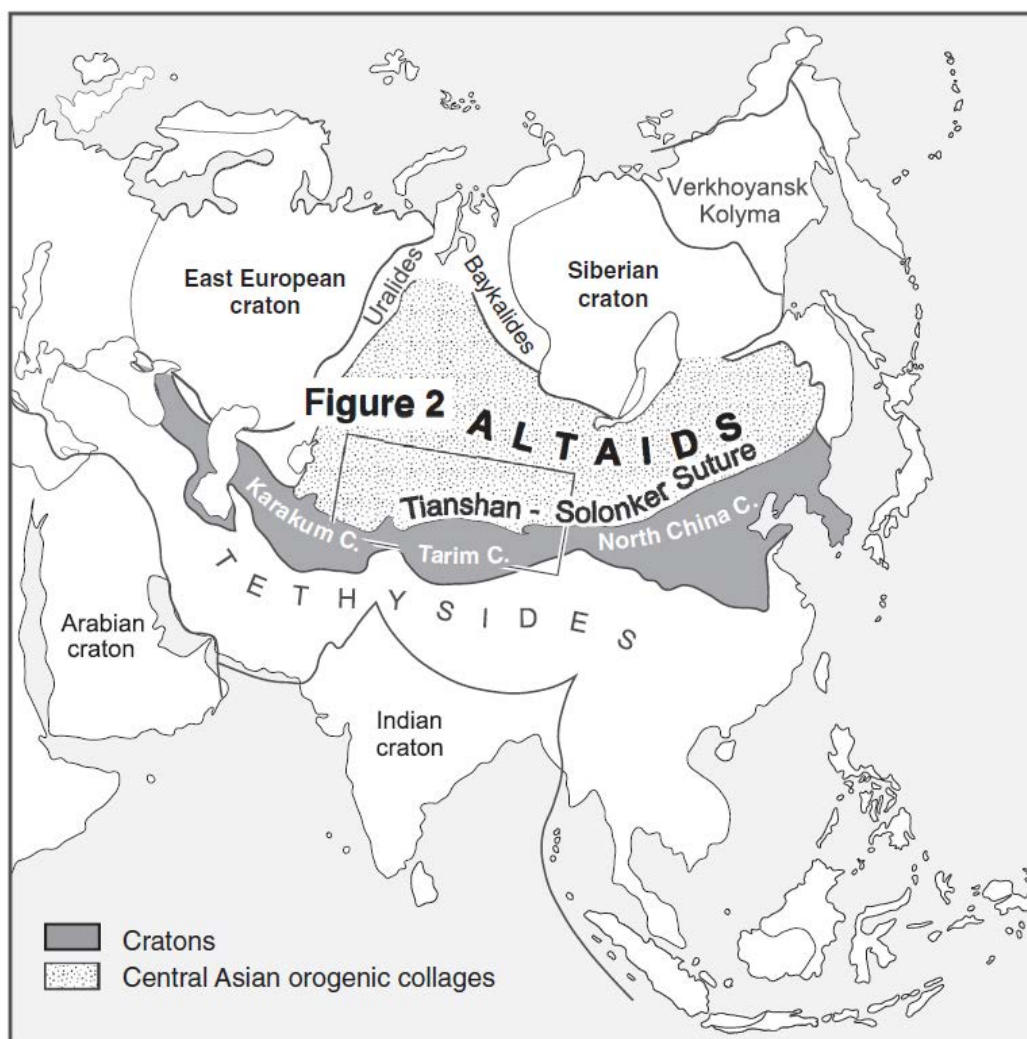 Verkhoyansk
Kolyma
East European
craton
Uralides
Baykalides
Siberian
craton
Figure 2
ALTAIDS
Tianshan - Solonker Suture
Karakum C.
Tarim C.
North China C.
TETHYSIDES
Arabian
craton
Indian
craton
Cratons
Central Asian orogenic collages